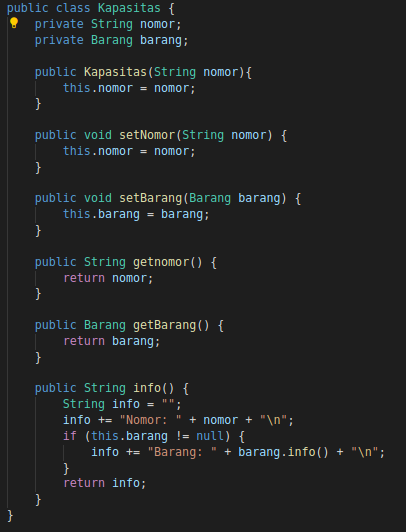 public class Kapasitas {
    private String nomor;
    private Barang barang;

    public Kapasitas(String nomor){
        this.nomor = nomor;
    }

    public void setNomor(String nomor) {
        this.nomor = nomor;
    }

    public void setBarang(Barang barang) {
        this.barang = barang;
    }

    public String getnomor() {
        return nomor;
    }

    public Barang getBarang() {
        return barang;
    }

    public String info() {
        String info = "";
        info += "Nomor: " + nomor + "\n";
        if (this.barang != null) {
            info += "Barang: " + barang.info() + "\n";
        }
        return info;
    }
}